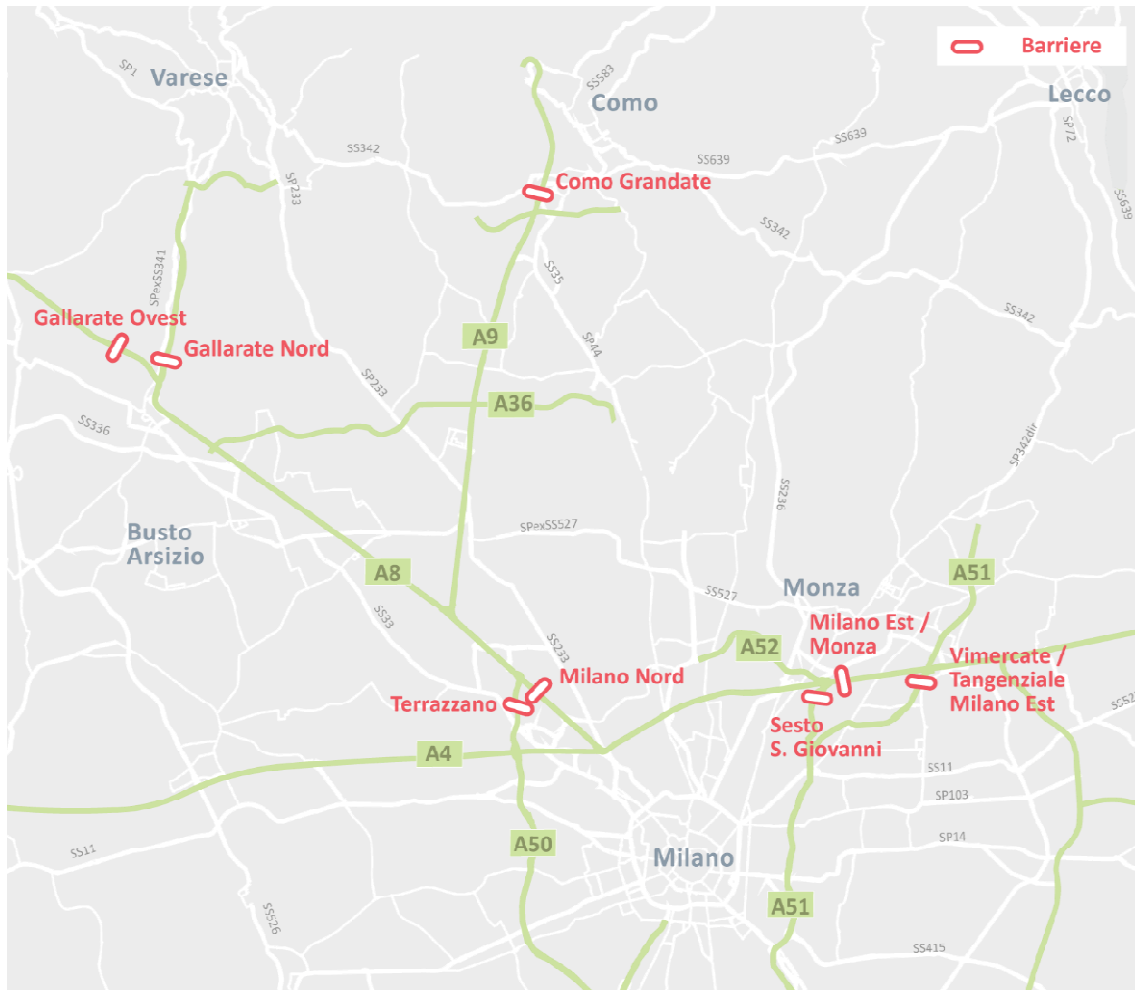 Barriere
SP1
Varese
SS583
Como
Lecco
SP72
SS342
SS639
SS639
SP233
Como Grandate
SS639
SS342
SPexSS341
SS35
Gallarate Ovest
Gallarate Nord
A9
SS342
SP44
SP233
A36
SS336
SP342dir
SS236
Busto
Arsizio
SPexSS527
A8
A51
Monza
SS527
SS33
SS233
Milano Est /
Monza
A52
Vimercate /
Tangenziale
Milano Est
Milano Nord
Terrazzano
Sesto
S. Giovanni
A4
SS11
SP103
A50
SP14
SS11
Milano
A51
SS526
SS415